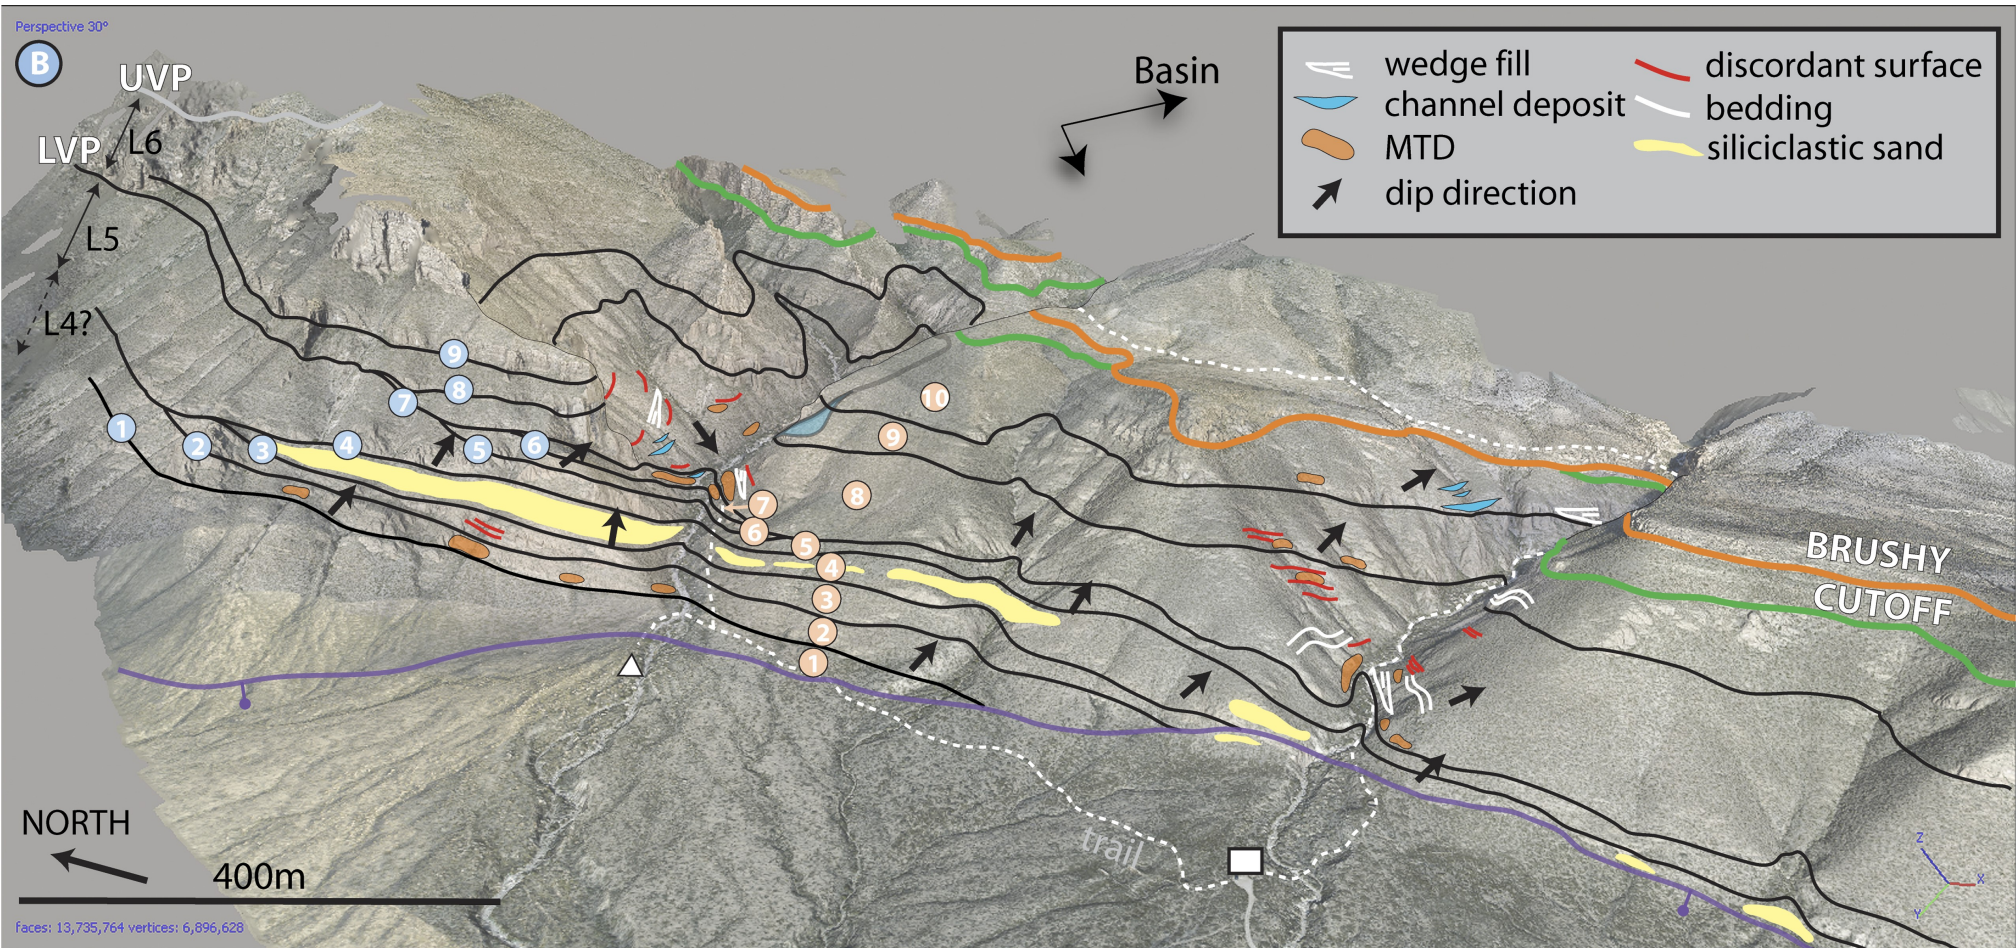 Perspective 30°
B
UVP
LVP
L6
L5
L4?
Basin
wedge fill
channel deposit
MTD
dip direction
discordant surface
bedding
siliciclastic sand
9
8
7
6
5
4
3
2
1
10
9
8
7
6
5
4
3
2
1
BRUSHY
CUTOFF
trail
NORTH
400m
faces: 13,735,764 vertices: 6,896,628
Z
X
Y